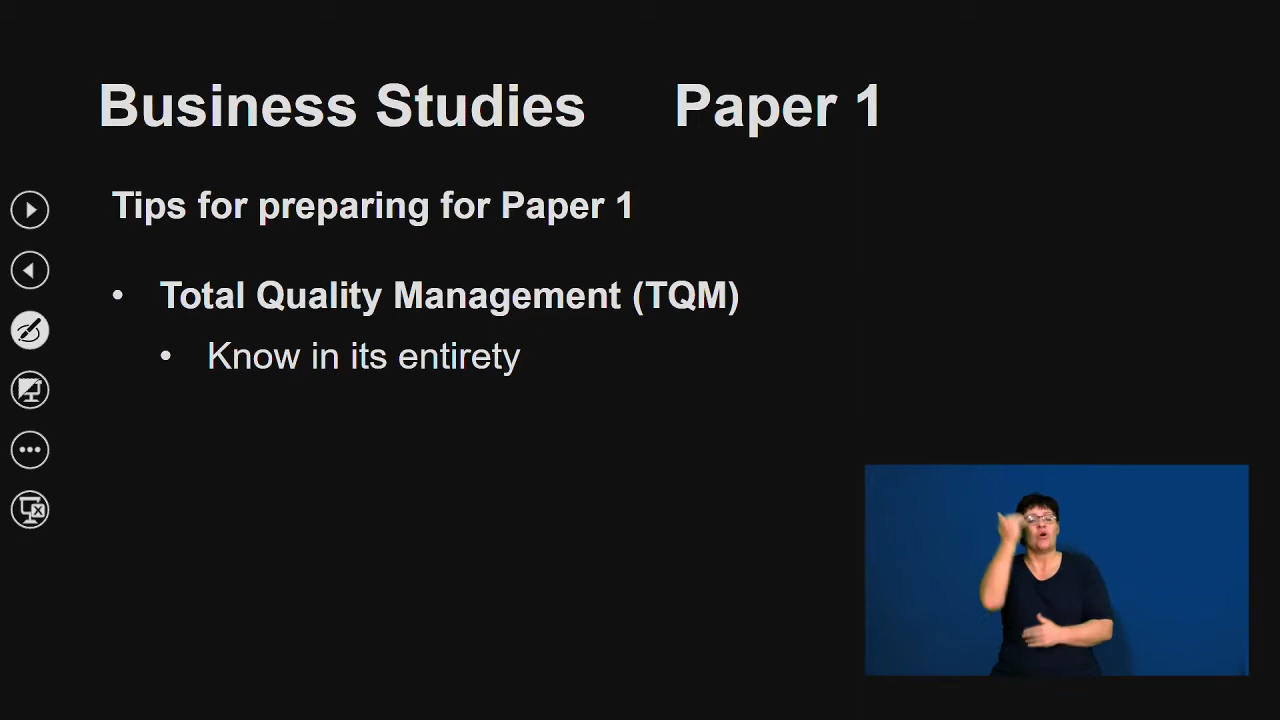 Business Studies Paper 1
Tips for preparing for Paper 1
• Total Quality Management (TQM)
• Know in its entirety